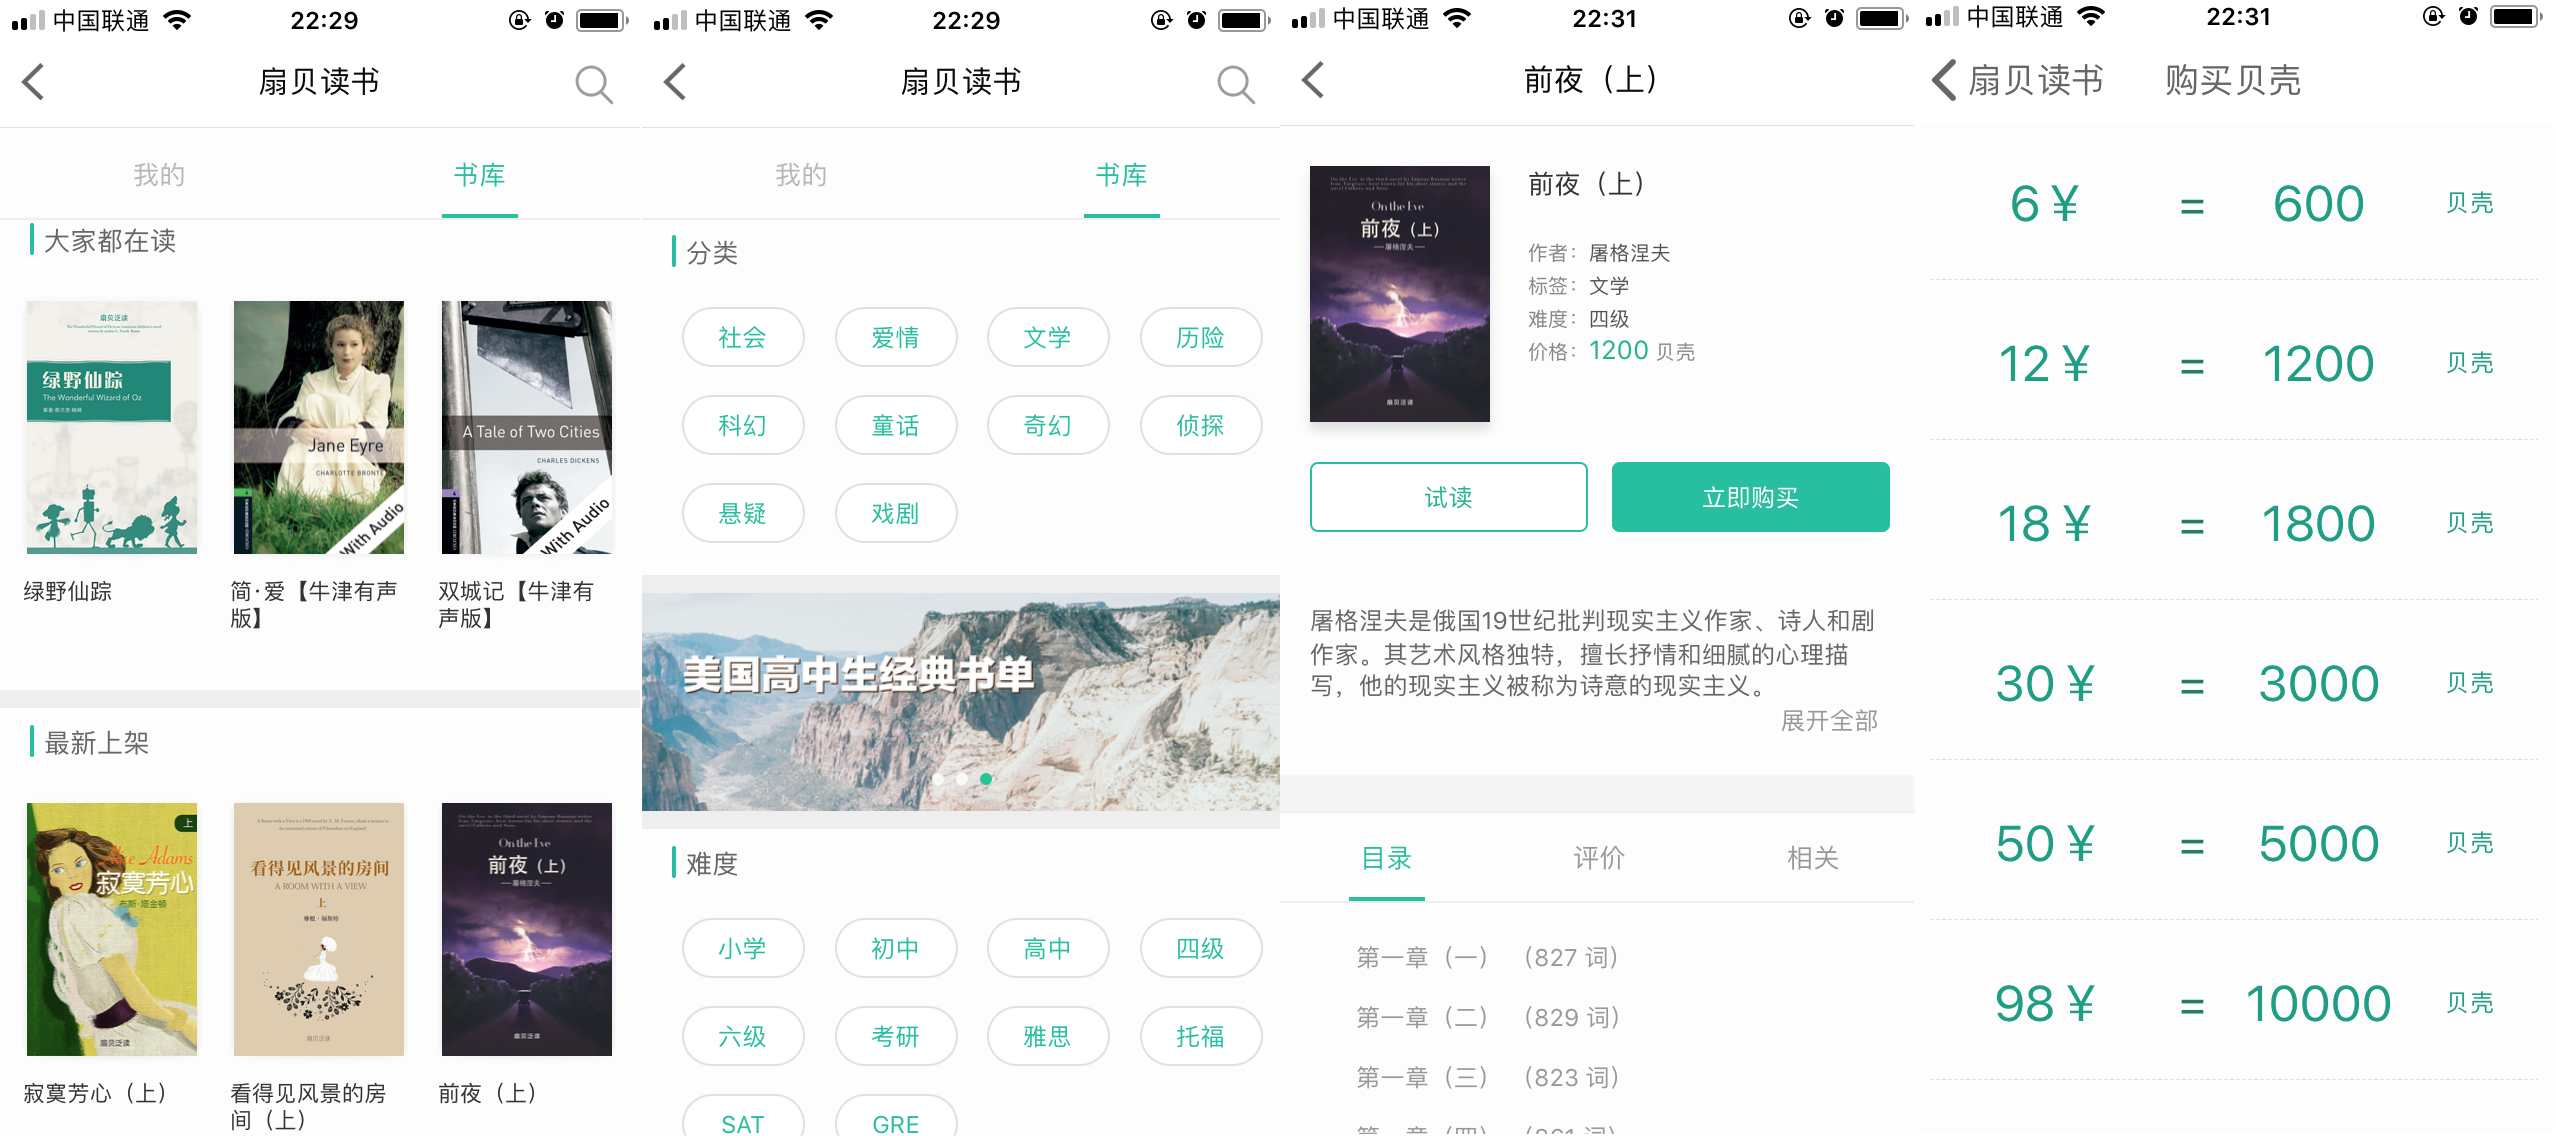 中国联通
22:29
扇贝读书
我的
书库
大家都在读
扇贝泛读
绿野仙踪
The Wonderful Wizard of Oz
Jane Eyre
CHARLOTTE BRONTË
With Audio
A Tale of Two Cities
CHARLES DICKENS
With Audio
绿野仙踪
简·爱【牛津有声
版】
双城记【牛津有
声版】
最新上架
上
Alice Adams
寂寞芳心
布斯·塔金顿
扇贝泛读
看得见风景的房间
A ROOM WITH A VIEW
上
扇贝泛读
On the Eve
前夜（上）
—屠格涅夫—
扇贝泛读
寂寞芳心（上）
看得见风景的房
间（上）
前夜（上）
中国联通
22:29
扇贝读书
我的
书库
分类
社会
爱情
文学
历险
科幻
童话
奇幻
侦探
悬疑
戏剧
美国高中生经典书单
难度
小学
初中
高中
四级
六级
考研
雅思
托福
SAT
GRE
中国联通
22:31
前夜（上）
On the Eve
前夜（上）
—屠格涅夫—
扇贝泛读
前夜（上）
作者：屠格涅夫
标签：文学
难度：四级
价格：1200 贝壳
试读
立即购买
屠格涅夫是俄国19世纪批判现实主义作家、诗人和剧
作家。其艺术风格独特，擅长抒情和细腻的心理描
写，他的现实主义被称为诗意的现实主义。
展开全部
目录
评价
相关
第一章（一）（827 词）
第一章（二）（829 词）
第一章（三）（823 词）
中国联通
22:31
扇贝读书
购买贝壳
6 ¥ = 600 贝壳
12 ¥ = 1200 贝壳
18 ¥ = 1800 贝壳
30 ¥ = 3000 贝壳
50 ¥ = 5000 贝壳
98 ¥ = 10000 贝壳